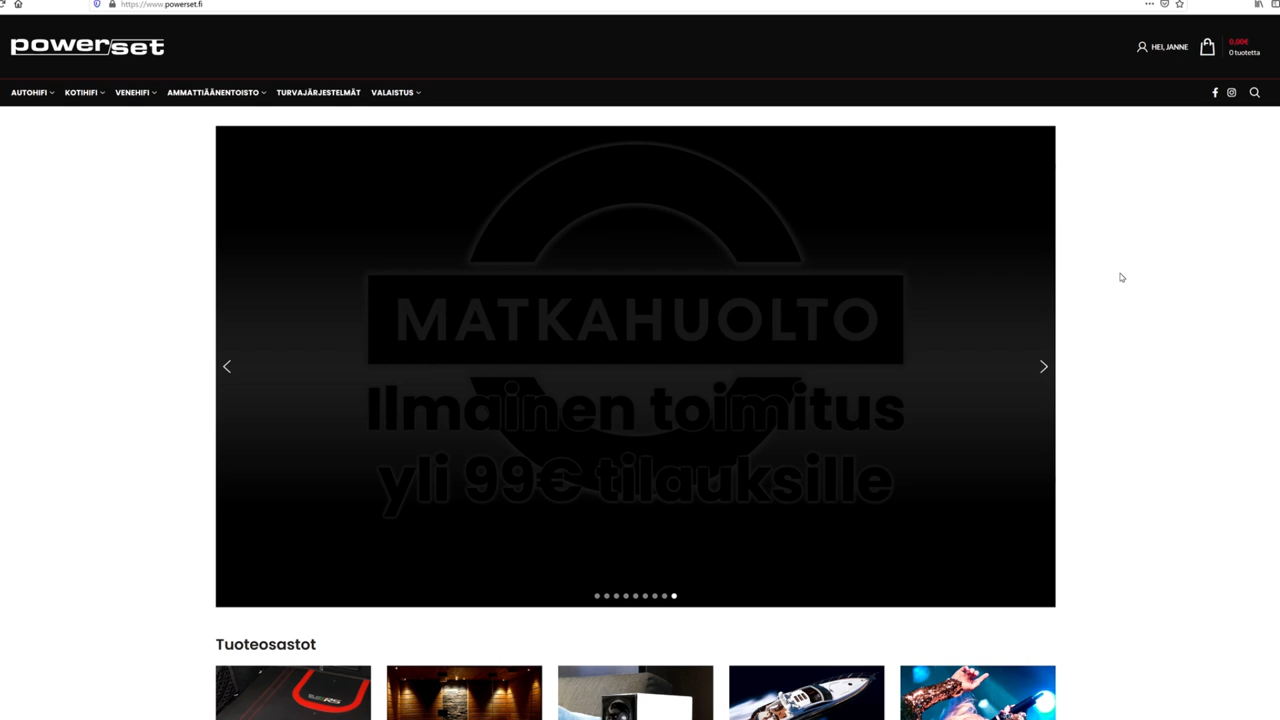 https://www.powerset.fi
powerset
HEI, JANNE
0,00€
0 tuotetta
AUTOHIFI
KOTIHIFI
VENEHIFI
AMMATTIÄÄNENTOISTO
TURVAJÄRJESTELMÄT
VALAISTUS
MATKAHUOLTO
Ilmainen toimitus
yli 99€ tilauksille
Tuoteosastot